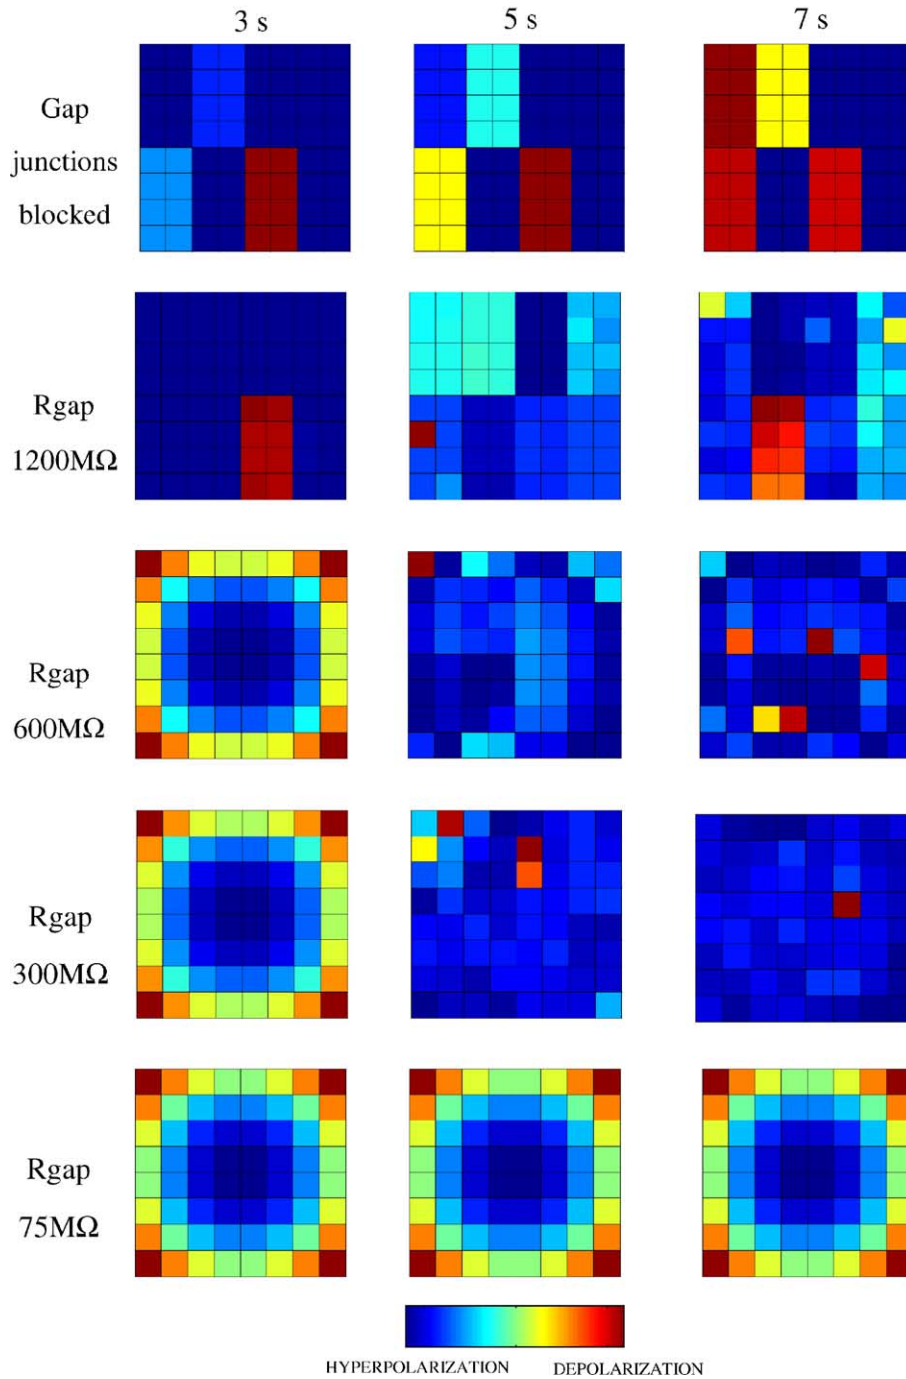 3 s 5 s 7 s
Gap
junctions
blocked
Rgap
1200MΩ
Rgap
600MΩ
Rgap
300MΩ
Rgap
75MΩ
HYPERPOLARIZATION DEPOLARIZATION